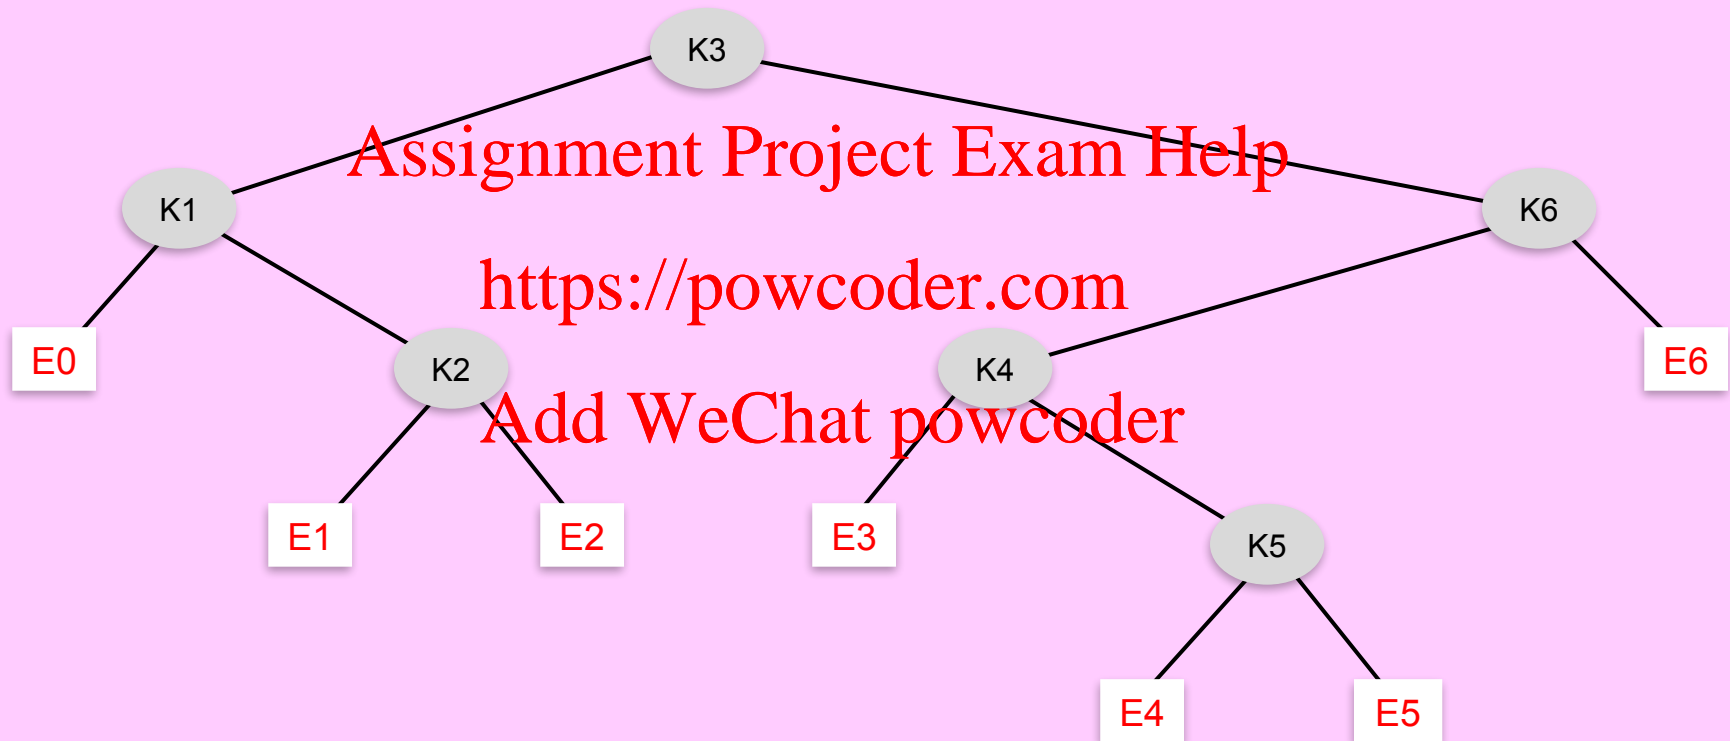 K3
Assignment Project Exam Help
K1
K6
https://powcoder.com
E0
K2
K4
E6
Add WeChat powcoder
E1
E2
E3
K5
E4
E5